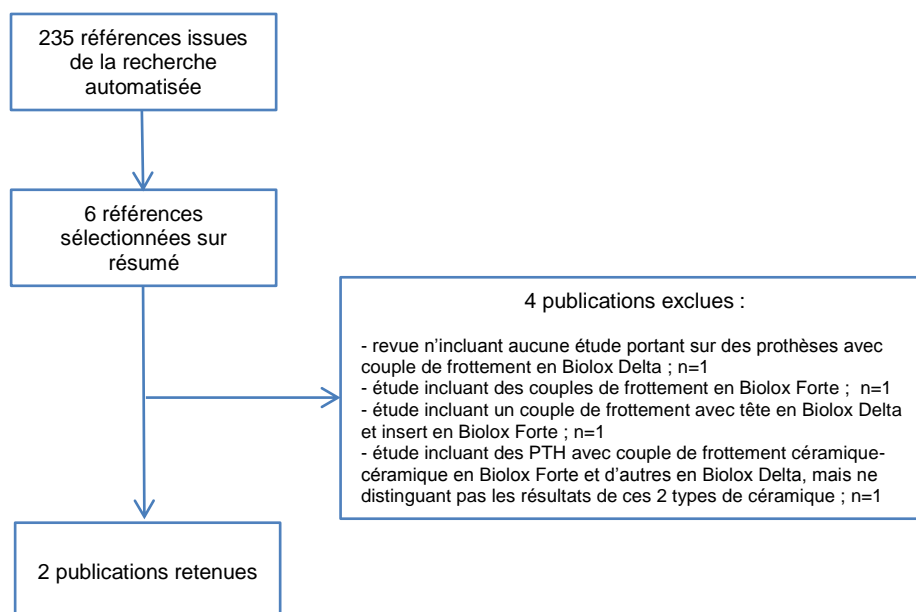 235 références issues
de la recherche
automatisée
6 références
sélectionnées sur
résumé
4 publications exclues :
- revue n'incluant aucune étude portant sur des prothèses avec
couple de frottement en Biolox Delta ; n=1
- étude incluant des couples de frottement en Biolox Forte ;  n=1
- étude incluant un couple de frottement avec tête en Biolox Delta
et insert en Biolox Forte ; n=1
- étude incluant des PTH avec couple de frottement céramique-
céramique en Biolox Forte et d'autres en Biolox Delta, mais ne
distinguant pas les résultats de ces 2 types de céramique ; n=1
2 publications retenues